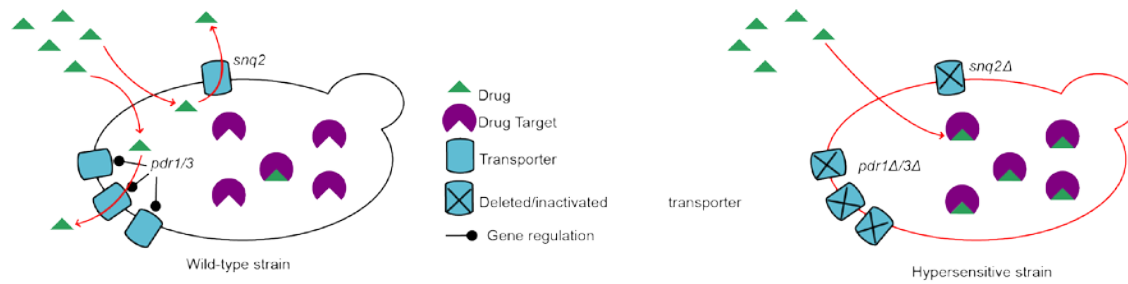 snq2
pdr1/3
Wild-type strain
Drug
Drug Target
Transporter
Deleted/inactivated transporter
Gene regulation
snq2Δ
pdr1Δ/3Δ
Hypersensitive strain